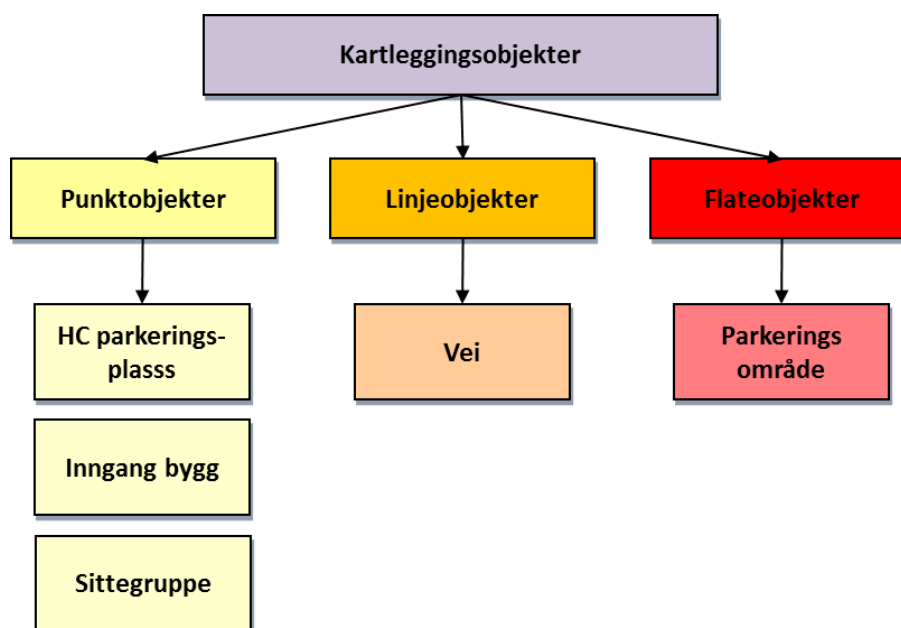 Kartleggingsobjekter
Punktobjekter
Linjeobjekter
Flateobjekter
HC parkerings-
plasss
Vei
Parkerings
område
Inngang bygg
Sittegruppe